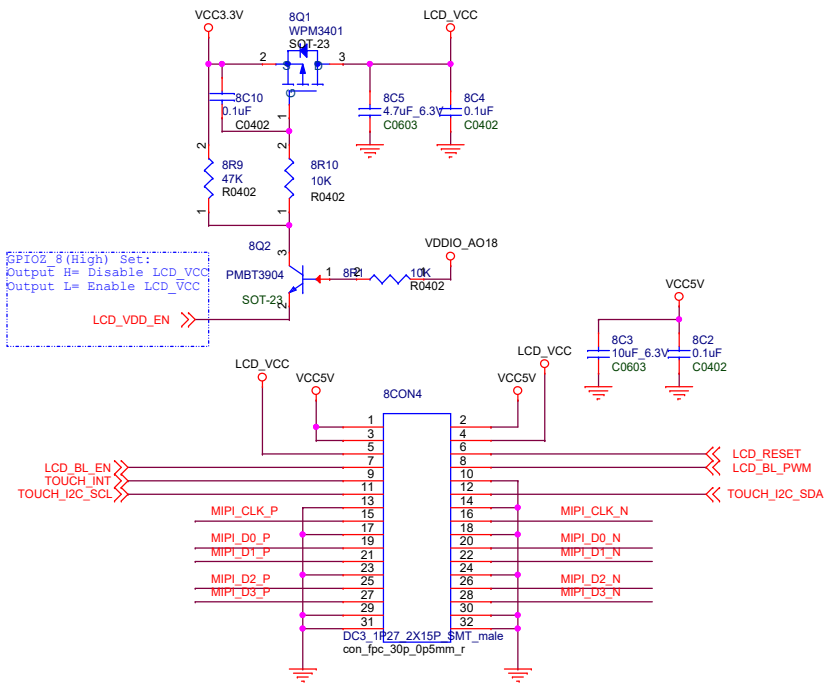 VCC3.3V
8Q1
WPM3401
SOT-23
LCD_VCC
2
3
1
8C10
0.1uF
C0402
8C5
4.7uF_6.3V
C0603
8C4
0.1uF
C0402
2
8R9
47K
R0402
1
2
8R10
10K
R0402
1
8Q2
3
PMBT3904
SOT-23
1
2
2
8R1
1
10K
R0402
VDDIO_AO18
GPIOZ_8(High) Set:
Output H= Disable LCD_VCC
Output L= Enable LCD_VCC
LCD_VDD_EN
VCC5V
8C3
10uF_6.3V
C0603
8C2
0.1uF
C0402
LCD_VCC
VCC5V
8CON4
VCC5V
LCD_VCC
1 2
3 4
5 6 LCD_RESET
LCD_BL_EN 7 8 LCD_BL_PWM
TOUCH_INT 9 10
TOUCH_I2C_SCL 11 12 TOUCH_I2C_SDA
13 14
MIPI_CLK_P 15 16 MIPI_CLK_N
17 18
MIPI_D0_P 19 20 MIPI_D0_N
MIPI_D1_P 21 22 MIPI_D1_N
23 24
MIPI_D2_P 25 26 MIPI_D2_N
MIPI_D3_P 27 28 MIPI_D3_N
29 30
31 32
DC3_1P27_2X15P_SMT_male
con_fpc_30p_0p5mm_r